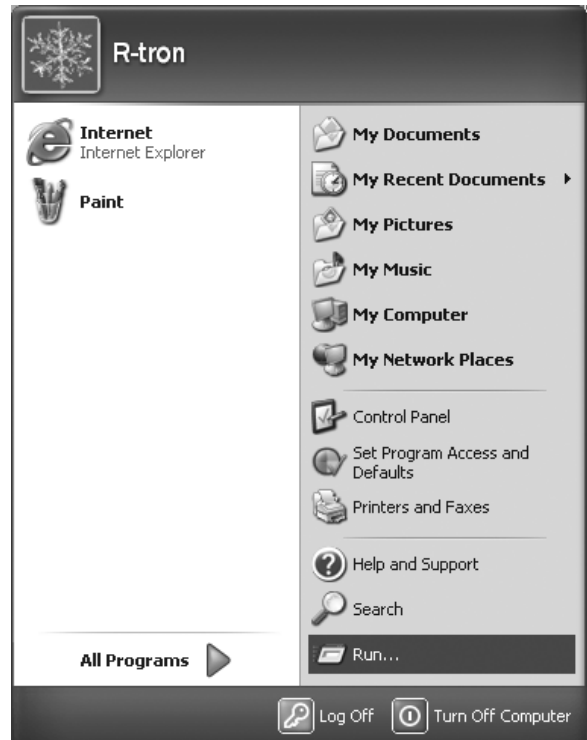 R-tron
Internet
Internet Explorer
Paint
All Programs
My Documents
My Recent Documents
My Pictures
My Music
My Computer
My Network Places
Control Panel
Set Program Access and
Defaults
Printers and Faxes
Help and Support
Search
Run...
Log Off
Turn Off Computer